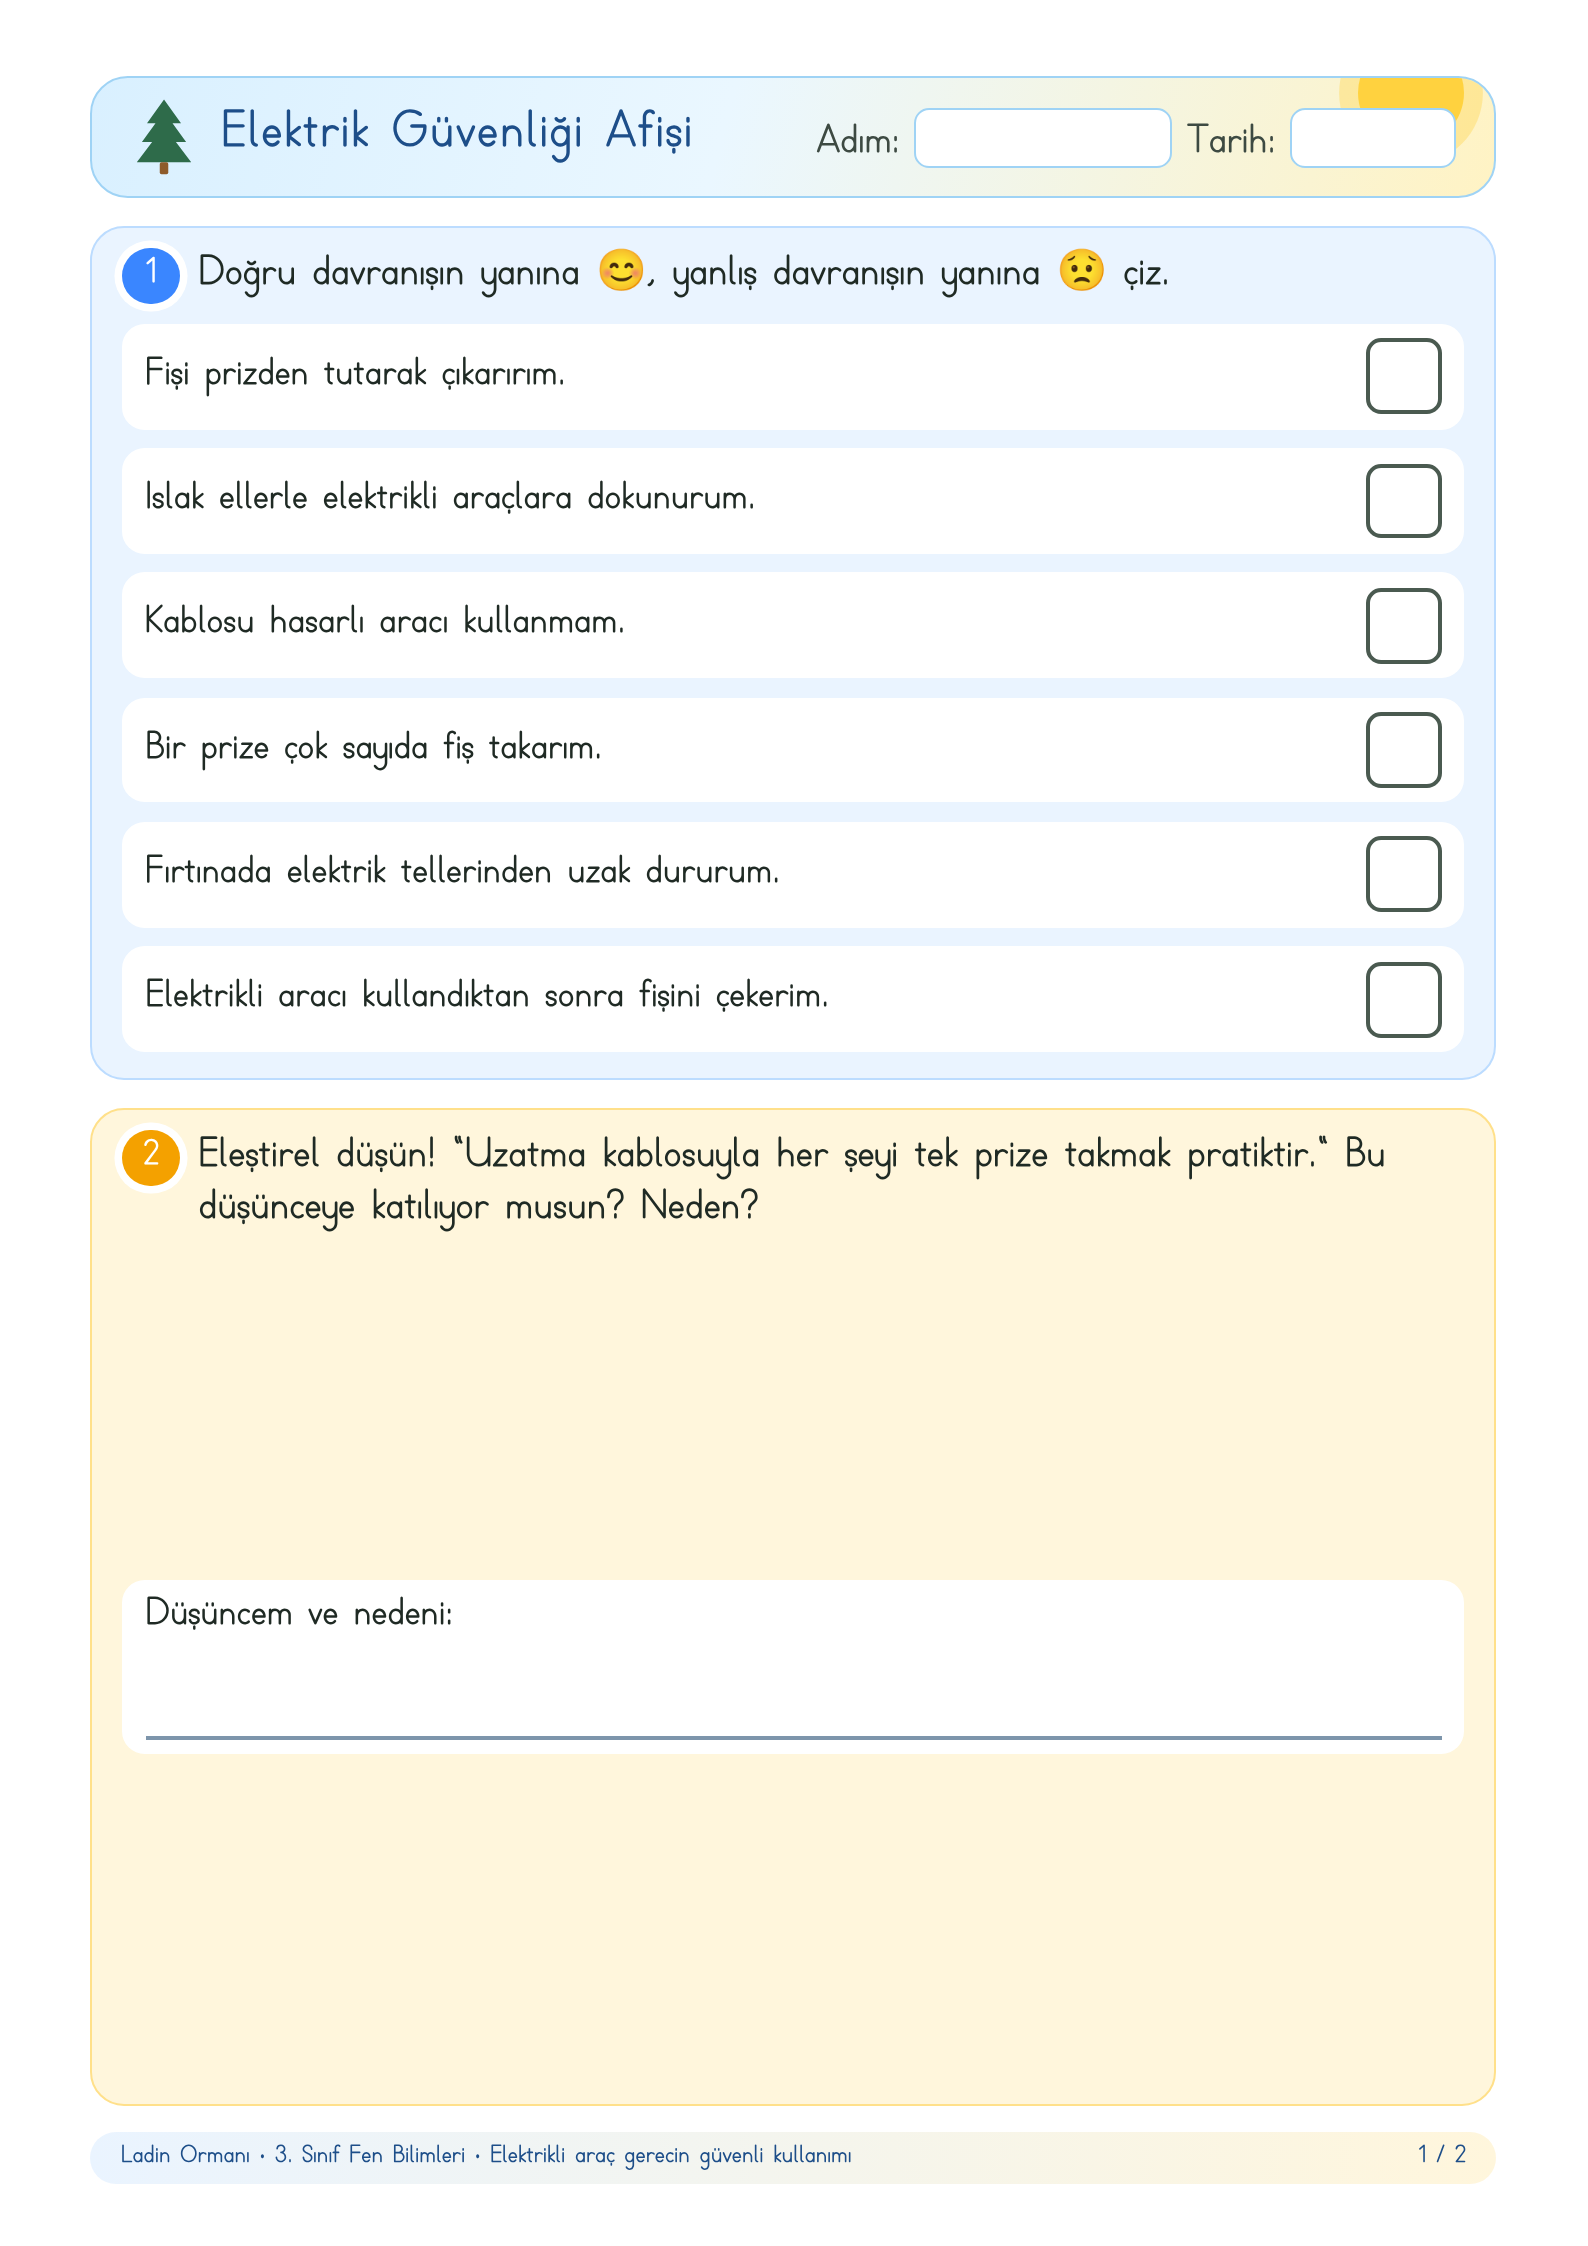 Elektrik Güvenliği Afişi
Adım: Tarih:
1 Doğru davranışın yanına 😊, yanlış davranışın yanına 😟 çiz.
Fişi prizden tutarak çıkarırım.
Islak ellerle elektrikli araçlara dokunurum.
Kablosu hasarlı aracı kullanmam.
Bir prize çok sayıda fiş takarım.
Fırtınada elektrik tellerinden uzak dururum.
Elektrikli aracı kullandıktan sonra fişini çekerim.
2 Eleştirel düşün! “Uzatma kablosuyla her şeyi tek prize takmak pratiktir.“ Bu
düşünceye katılıyor musun? Neden?
Düşüncem ve nedeni:
Ladin Ormanı • 3. Sınıf Fen Bilimleri • Elektrikli araç gerecin güvenli kullanımı 1 / 2